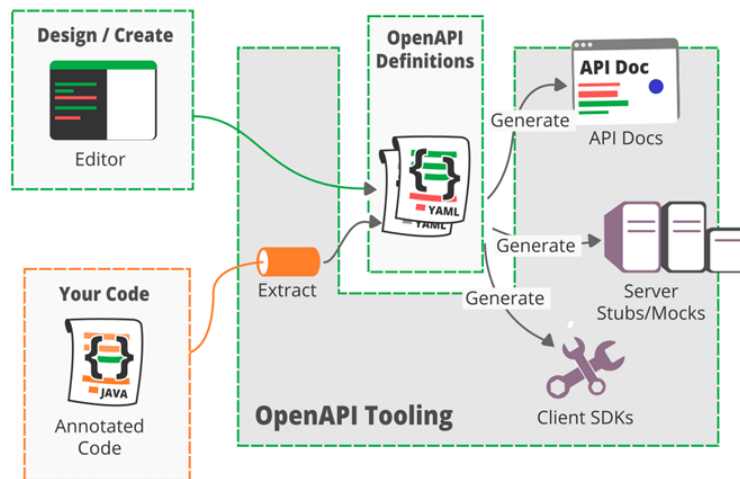 Design / Create
Editor
OpenAPI
Definitions
{}
YAML
YAML
API Doc
Generate
API Docs
Generate
Server
Stubs/Mocks
Generate
Client SDKs
Extract
Your Code
{}
JAVA
Annotated
Code
OpenAPI Tooling